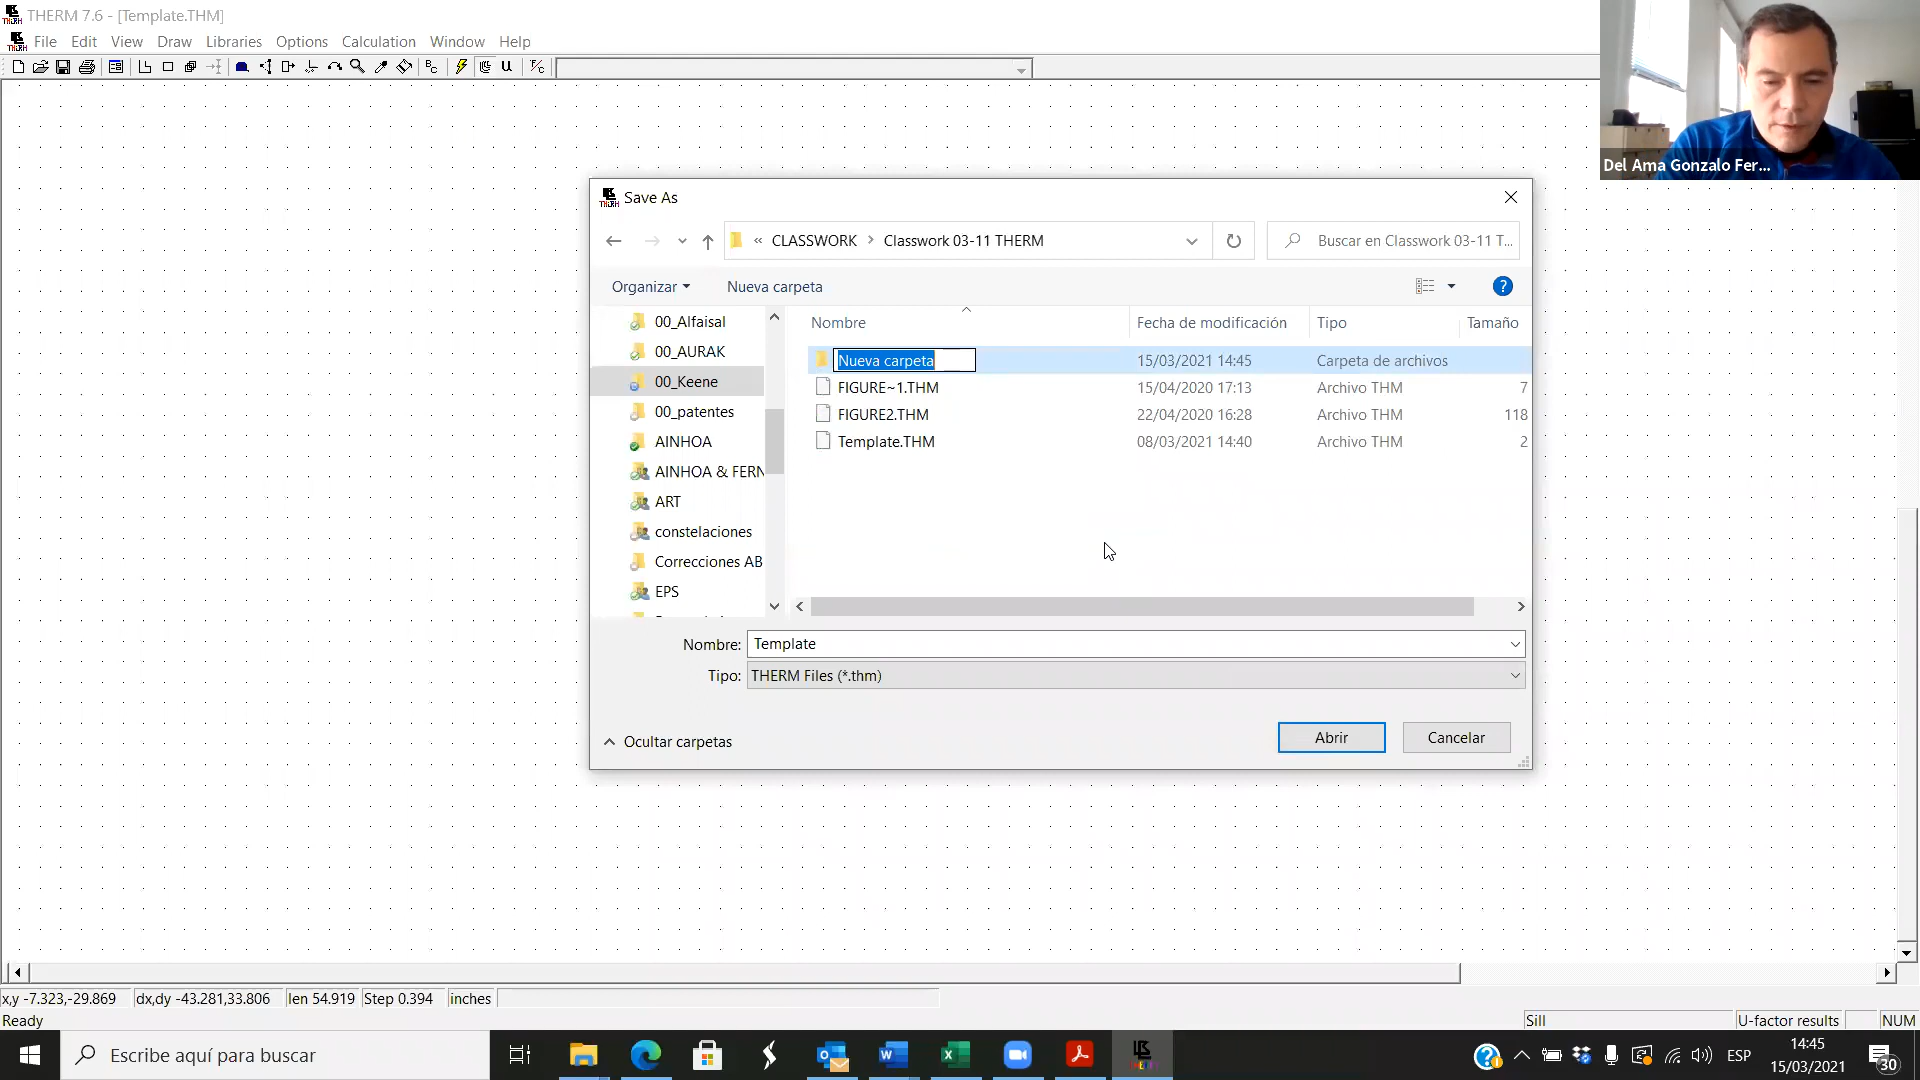 THERM 7.6 - [Template.THM]
File Edit View Draw Libraries Options Calculation Window Help
Del Ama Gonzalo Fer...
Save As
« CLASSWORK > Classwork 03-11 THERM
Buscar en Classwork 03-11 T...
Organizar Nueva carpeta
00_Alfaisal
00_AURAK
00_Keene
00_patentes
AINHOA
AINHOA & FERN
ART
constelaciones
Correcciones AB
EPS
Nombre Fecha de modificación Tipo Tamaño
Nueva carpeta 15/03/2021 14:45 Carpeta de archivos
FIGURE~1.THM 15/04/2020 17:13 Archivo THM 7
FIGURE2.THM 22/04/2020 16:28 Archivo THM 118
Template.THM 08/03/2021 14:40 Archivo THM 2
Nombre: Template
Tipo: THERM Files (*.thm)
Ocultar carpetas
Abrir Cancelar
x,y -7.323,-29.869 dx,dy -43.281,33.806 len 54.919 Step 0.394 inches
Ready Sill U-factor results NUM
Escribe aquí para buscar
ESP
14:45
15/03/2021
30